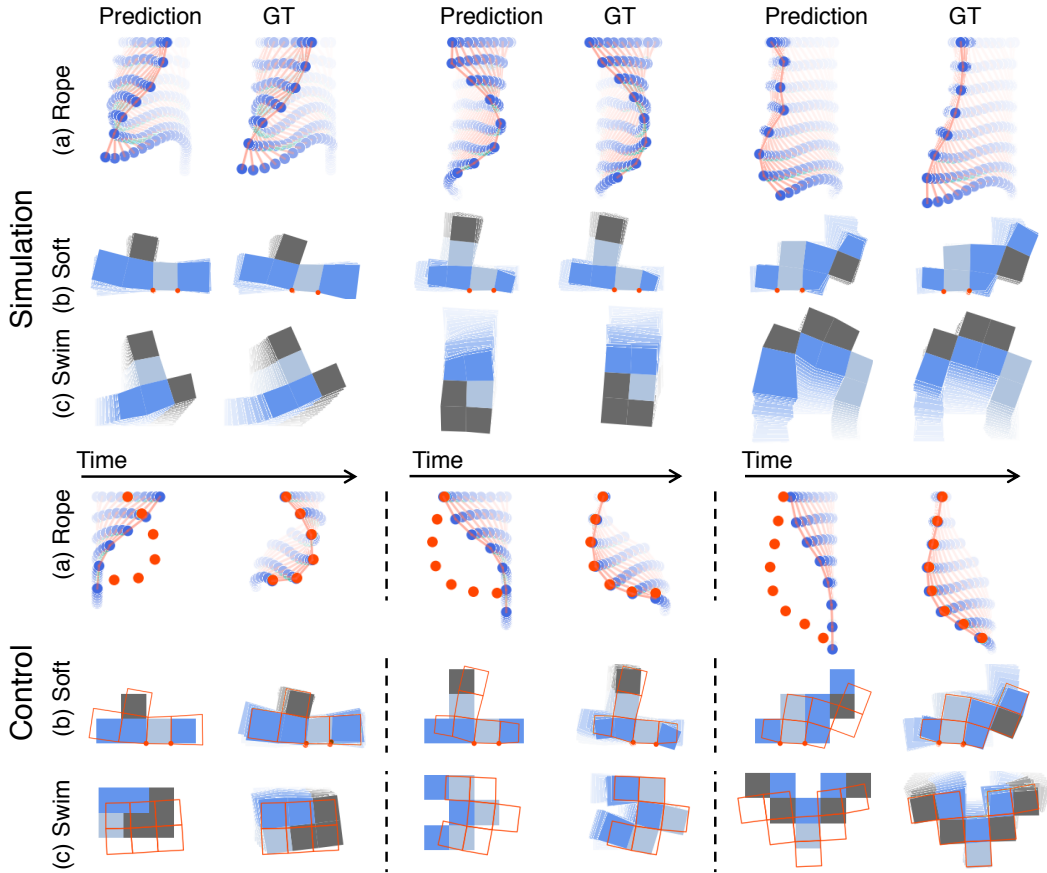 Prediction GT Prediction GT Prediction GT
Simulation
(a) Rope
(b) Soft
(c) Swim
Time Time Time
Control
(a) Rope
(b) Soft
(c) Swim